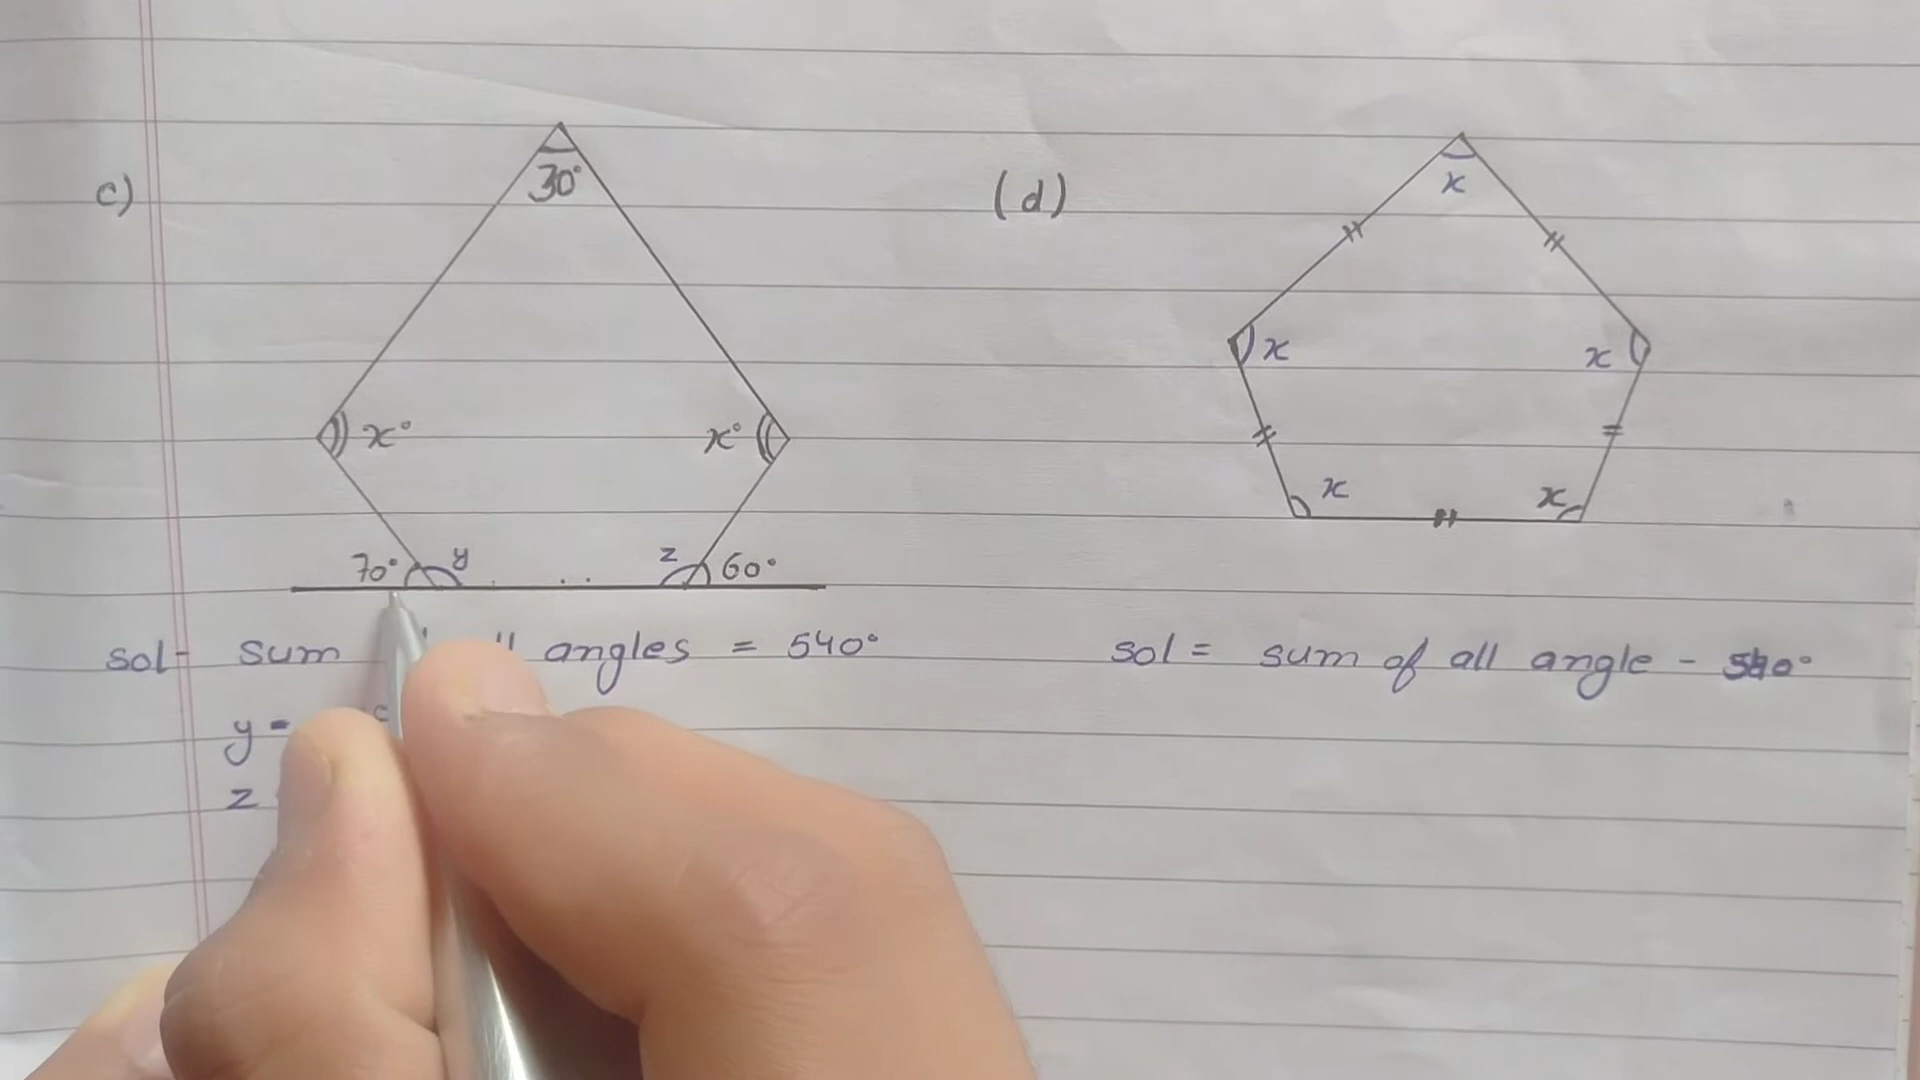 c)
30°
x° x°
70° y z 60°
sol- sum angles = 540°
y =
z
(d)
x
x x
x x
sol = sum of all angle - 540°